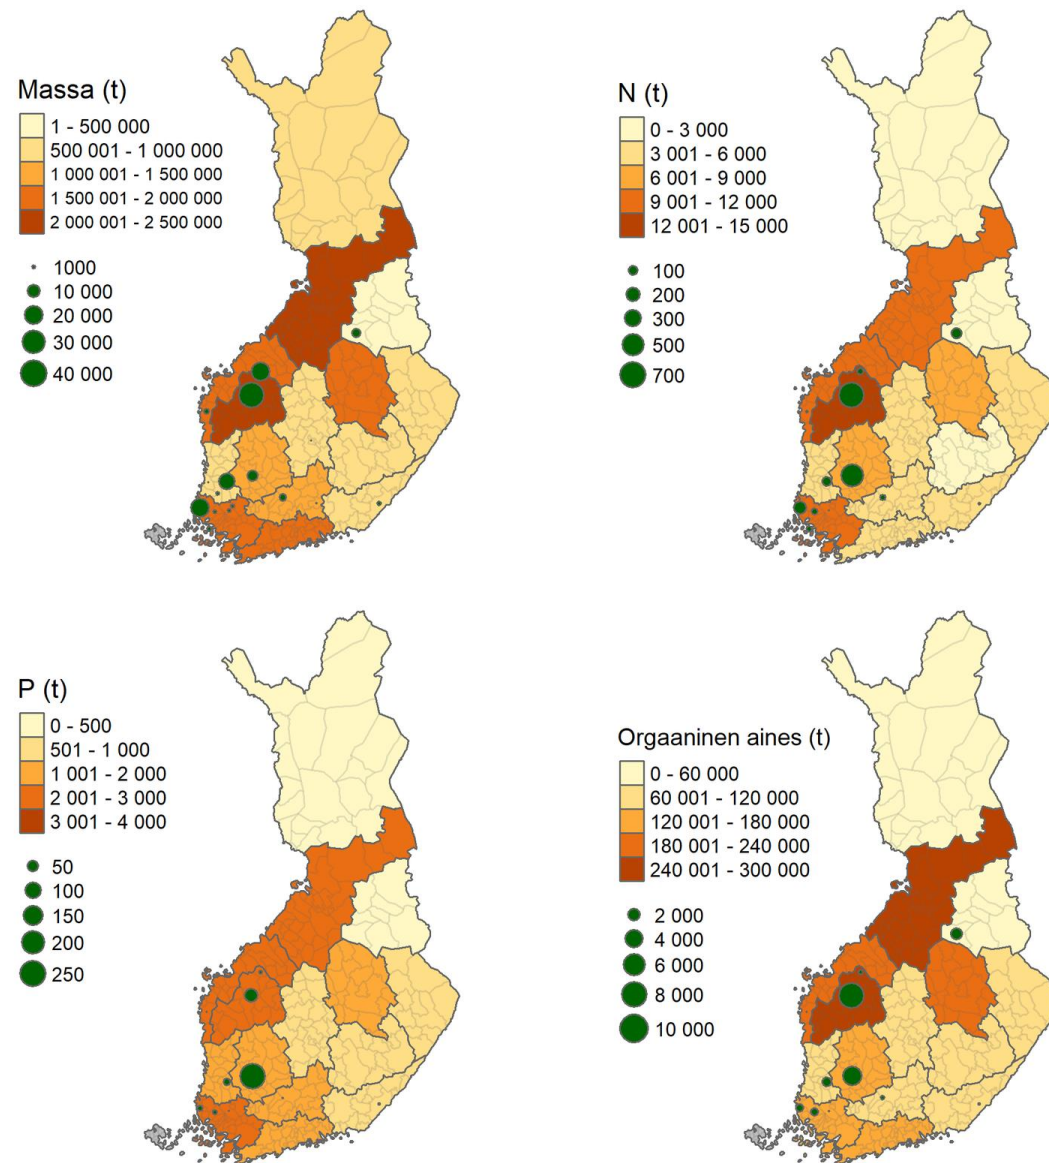 Massa (t)
1 - 500 000
500 001 - 1 000 000
1 000 001 - 1 500 000
1 500 001 - 2 000 000
2 000 001 - 2 500 000
1000
10 000
20 000
30 000
40 000
N (t)
0 - 3 000
3 001 - 6 000
6 001 - 9 000
9 001 - 12 000
12 001 - 15 000
100
200
300
500
700
P (t)
0 - 500
501 - 1 000
1 001 - 2 000
2 001 - 3 000
3 001 - 4 000
50
100
150
200
250
Orgaaninen aines (t)
0 - 60 000
60 001 - 120 000
120 001 - 180 000
180 001 - 240 000
240 001 - 300 000
2 000
4 000
6 000
8 000
10 000